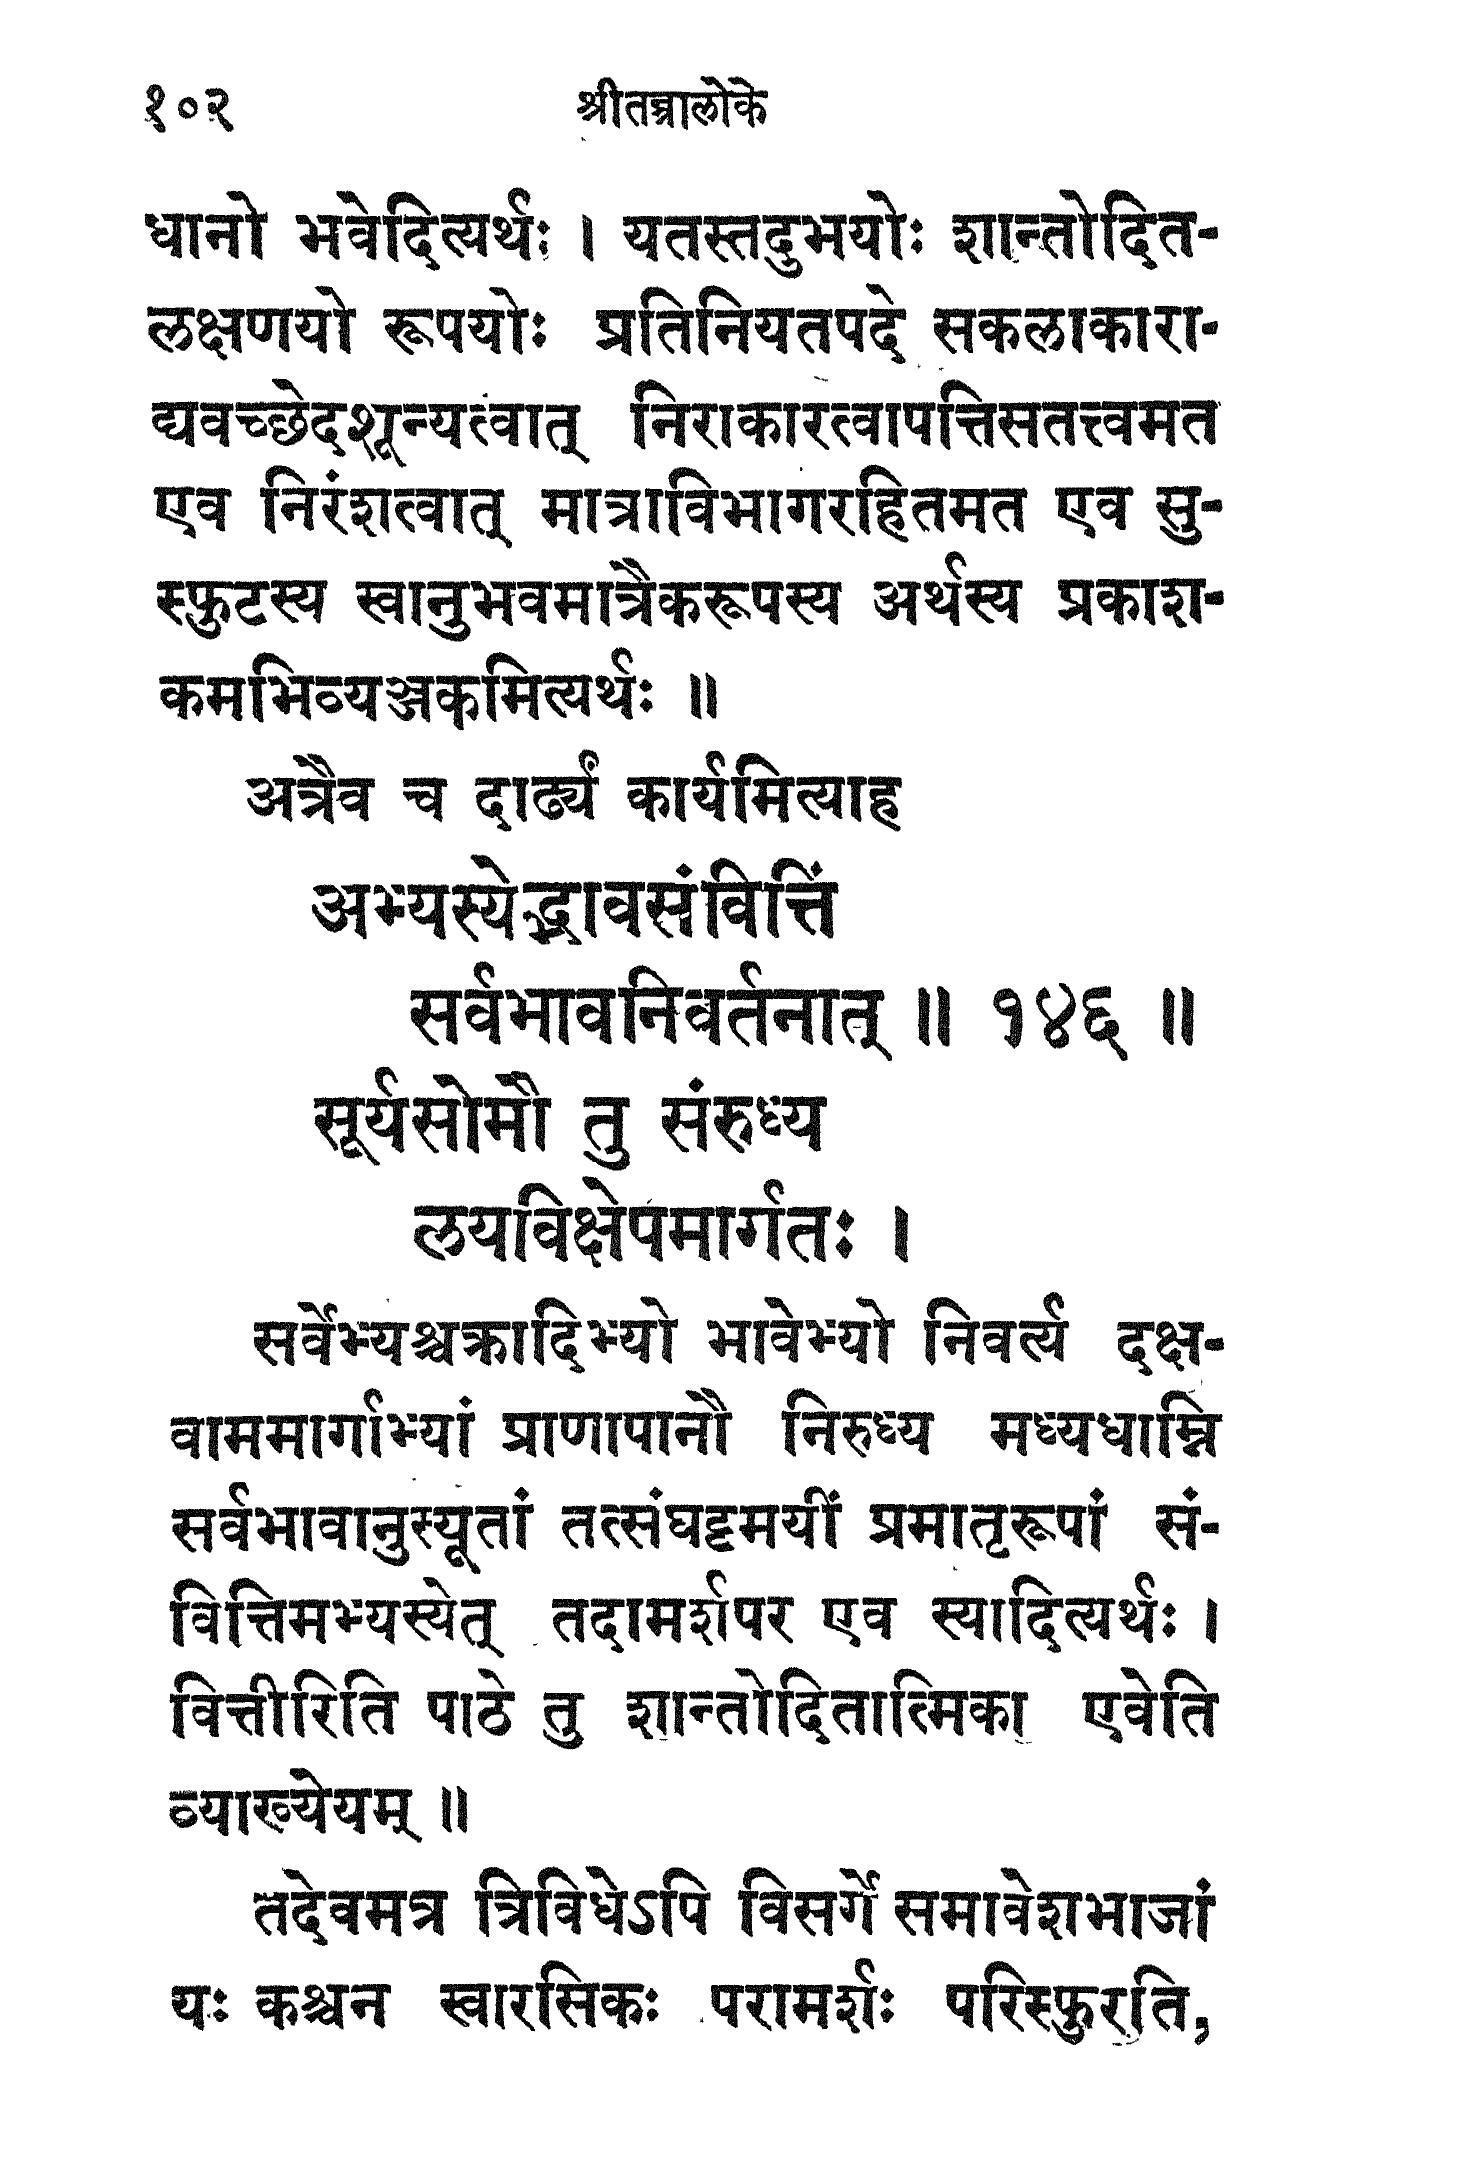 १०२ श्रीतन्त्रालोके
धानो भवेदित्यर्थः । यतस्तदुभयोः शान्तोदित-
लक्षणयो रूपयोः प्रतिनियतपदे सकलाकारा-
द्यवच्छेदशून्यत्वात् निराकारत्वापत्तिसतत्त्वमत
एव निरंशत्वात् मात्राविभागरहितमत एव सु-
स्फुटस्य स्वानुभवमात्रैकरूपस्य अर्थस्य प्रकाश-
कमभिव्यञ्जकमित्यर्थः ॥
अत्रैव च दार्ढ्यं कार्यमित्याह
अभ्यस्येद्भावसंवित्तिं
सर्वभावनिवर्तनात् ॥ १४६ ॥
सूर्यसोमौ तु संरुध्य
लयविक्षेपमार्गतः ।
सर्वेभ्यश्चक्रादिभ्यो भावेभ्यो निवर्त्य दक्ष-
वाममार्गाभ्यां प्राणापानौ निरुध्य मध्यधाम्नि
सर्वभावानुस्यूतां तत्संघट्टमयीं प्रमातृरूपां सं-
वित्तिमभ्यस्येत् तदामर्शपर एव स्यादित्यर्थः ।
वित्तीरिति पाठे तु शान्तोदितात्मिका एवेति
व्याख्येयम् ॥
तदेवमत्र त्रिविधेऽपि विसर्गे समावेशभाजां
यः कश्चन स्वारसिकः परामर्शः परिस्फुरति,